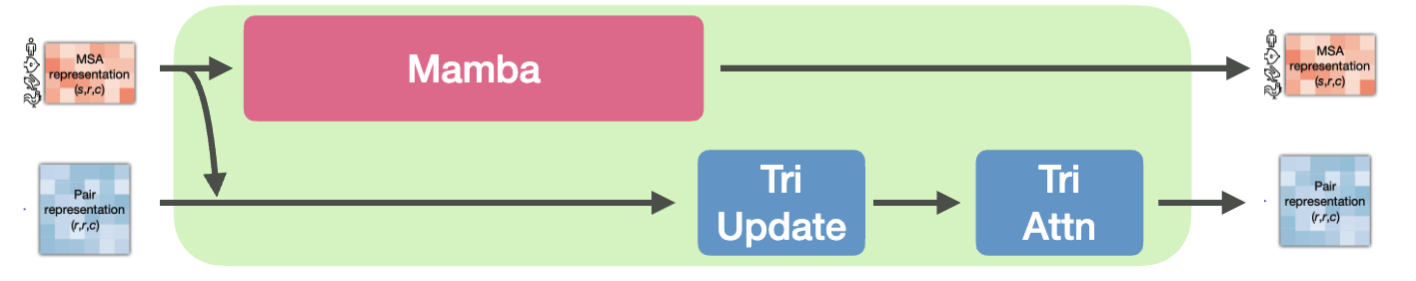 MSA
representation
(s,r,c)
Mamba
MSA
representation
(s,r,c)
Pair
representation
(r,r,c)
Tri
Update
Tri
Attn
Pair
representation
(r,r,c)